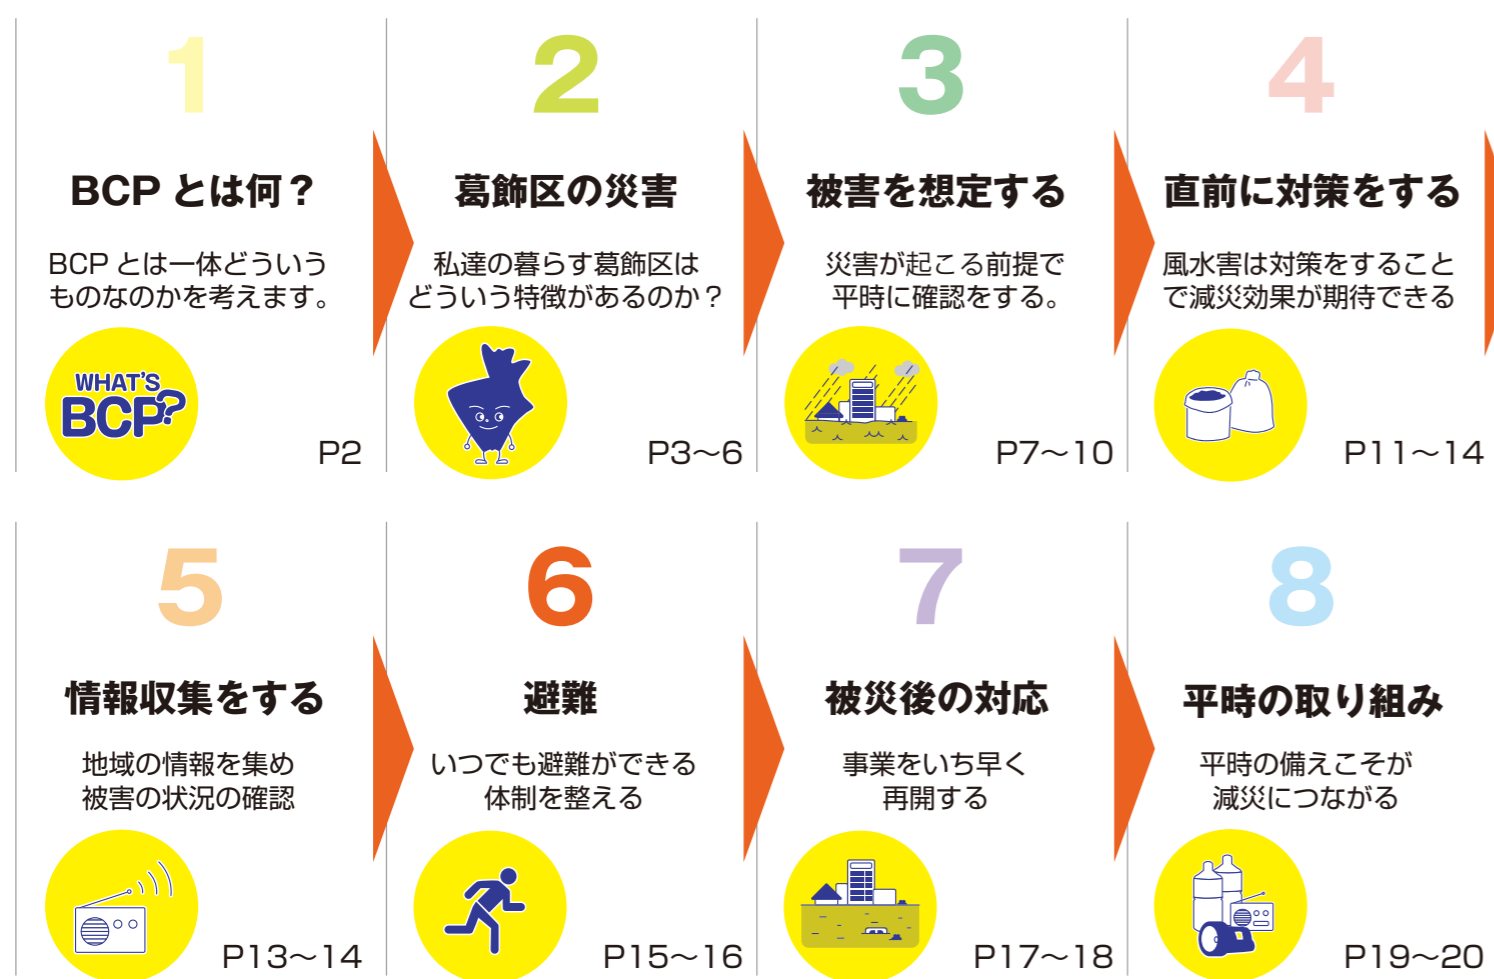 1
BCP とは何？
BCP とは一体どういう
ものなのかを考えます。
WHAT'S
BCP?
P2
2
葛飾区の災害
私達の暮らす葛飾区は
どういう特徴があるのか？
P3〜6
3
被害を想定する
災害が起こる前提で
平時に確認をする。
P7〜10
4
直前に対策をする
風水害は対策をすること
で減災効果が期待できる
P11〜14
5
情報収集をする
地域の情報を集め
被害の状況の確認
P13〜14
6
避難
いつでも避難ができる
体制を整える
P15〜16
7
被災後の対応
事業をいち早く
再開する
P17〜18
8
平時の取り組み
平時の備えこそが
減災につながる
P19〜20